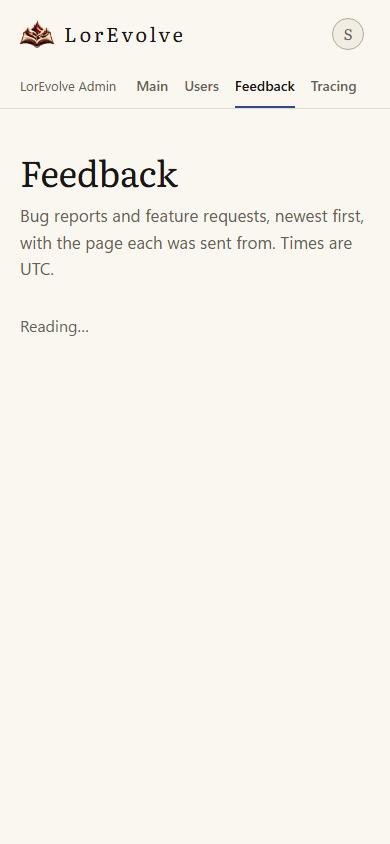 LorEvolve
S
LorEvolve Admin Main Users Feedback Tracing
Feedback
Bug reports and feature requests, newest first,
with the page each was sent from. Times are
UTC.
Reading...